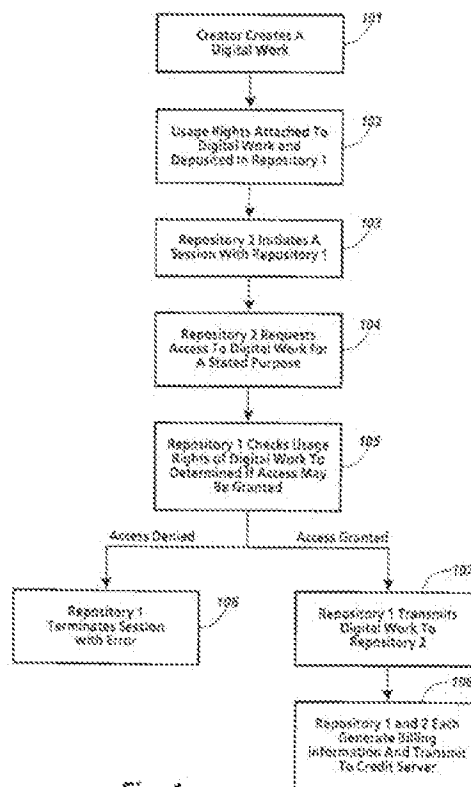 101
Creator Creates A
Digital Work
102
Usage Rights Attached To
Digital Work and
Deposited In Repository 1
103
Repository 2 Initiates A
Session With Repository 1
104
Repository 2 Requests
Access To Digital Work for
A Stated Purpose
105
Repository 1 Checks Usage
Rights of Digital Work To
Determined If Access May
Be Granted
Access Denied
Access Granted
106
Repository 1
Terminates Session
with Error
107
Repository 1 Transmits
Digital Work To
Repository 2
108
Repository 1 and 2 Each
Generate Billing
Information And Transmit
To Credit Server